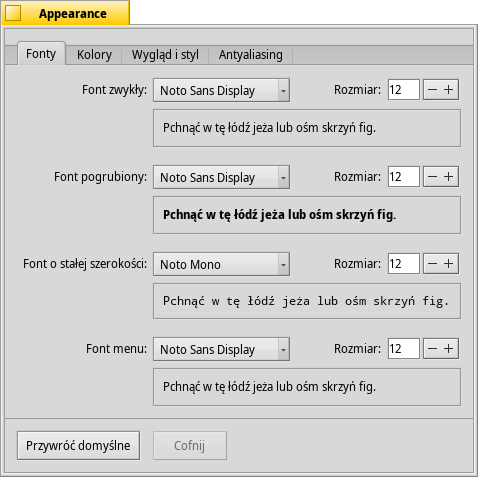 Appearance
Fonty Kolory Wygląd i styl Antyaliasing
Font zwykły: Noto Sans Display Rozmiar: 12
Pchnąć w tę łódź jeża lub ośm skrzyń fig.
Font pogrubiony: Noto Sans Display Rozmiar: 12
Pchnąć w tę łódź jeża lub ośm skrzyń fig.
Font o stałej szerokości: Noto Mono Rozmiar: 12
Pchnąć w tę łódź jeża lub ośm skrzyń fig.
Font menu: Noto Sans Display Rozmiar: 12
Pchnąć w tę łódź jeża lub ośm skrzyń fig.
Przywróć domyślne Cofnij